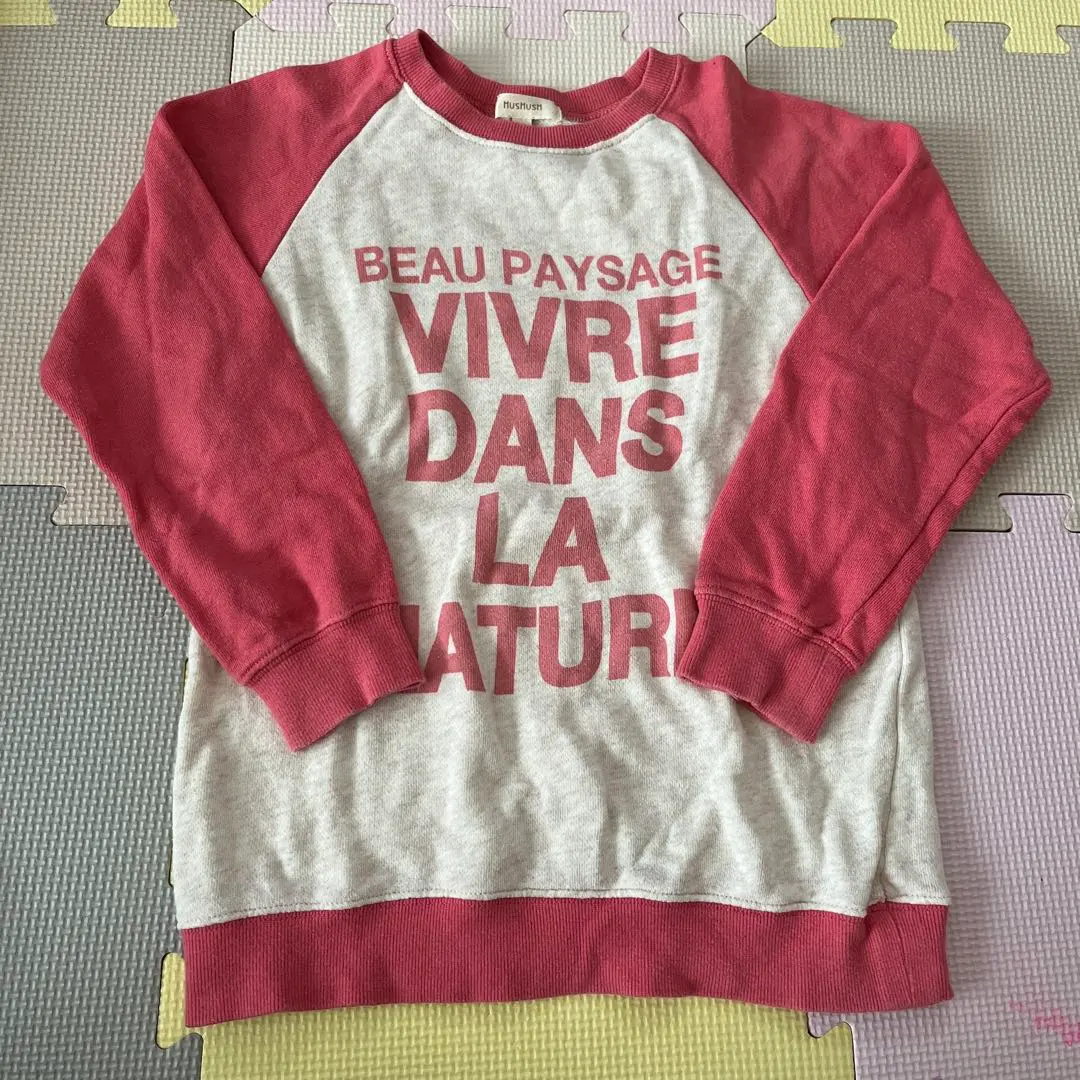 HusHusH
BEAU PAYSAGE
VIVRE
DANS
LA
NATURE